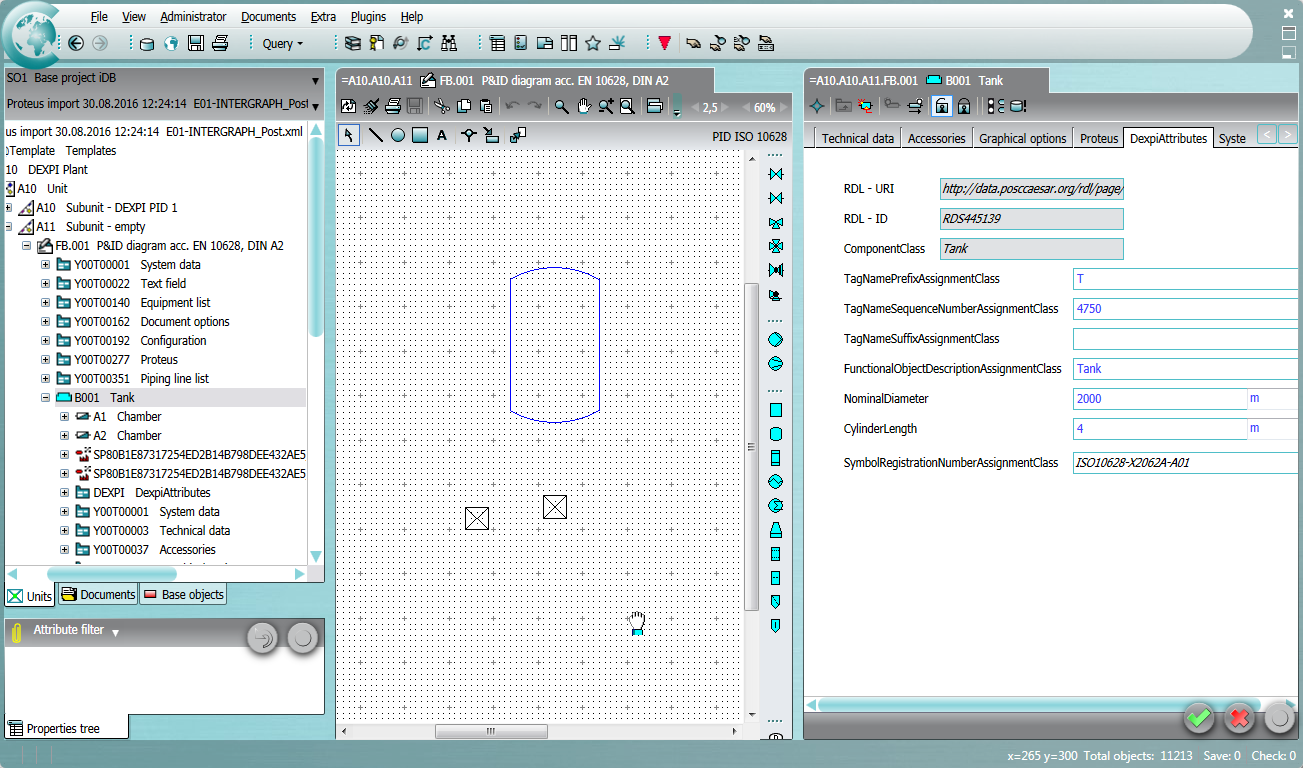 File View Administrator Documents Extra Plugins Help
Query
SO1 Base project iDB
Proteus import 30.08.2016 12:24:14 E01-INTERGRAPH_Post
us import 30.08.2016 12:24:14 E01-INTERGRAPH_Post.xml
Template Templates
10 DEXPI Plant
A10 Unit
A10 Subunit - DEXPI PID 1
A11 Subunit - empty
FB.001 P&ID diagram acc. EN 10628, DIN A2
Y00T00001 System data
Y00T00022 Text field
Y00T00140 Equipment list
Y00T00162 Document options
Y00T00192 Configuration
Y00T00277 Proteus
Y00T00351 Piping line list
B001 Tank
A1 Chamber
A2 Chamber
SP80B1E87317254ED2B14B798DEE432AE5
SP80B1E87317254ED2B14B798DEE432AE5
DEXPI DexpiAttributes
Y00T00001 System data
Y00T00003 Technical data
Y00T00037 Accessories
Units Documents Base objects
Attribute filter
Properties tree
=A10.A10.A11 FB.001 P&ID diagram acc. EN 10628, DIN A2
2,5 60%
A PID ISO 10628
=A10.A10.A11.FB.001 B001 Tank
Technical data Accessories Graphical options Proteus DexpiAttributes Syste < >
RDL - URI http://data.posccaesar.org/rdl/page/
RDL - ID RDS445139
ComponentClass Tank
TagNamePrefixAssignmentClass T
TagNameSequenceNumberAssignmentClass 4750
TagNameSuffixAssignmentClass
FunctionalObjectDescriptionAssignmentClass Tank
NominalDiameter 2000 m
CylinderLength 4 m
SymbolRegistrationNumberAssignmentClass ISO10628-X2062A-A01
x=265 y=300 Total objects: 11213 Save: 0 Check: 0